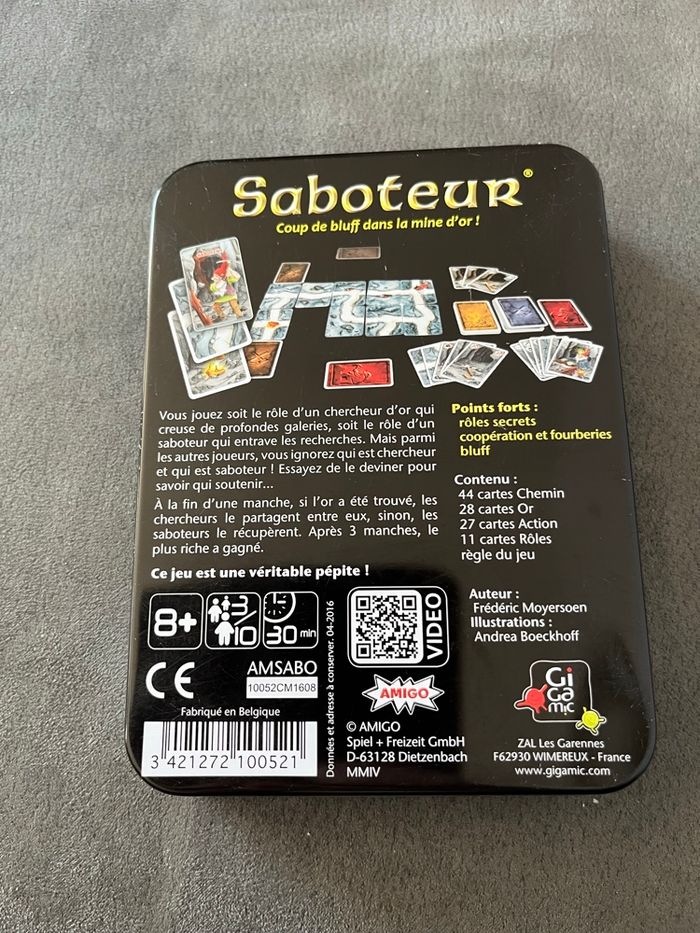 Saboteur®
Coup de bluff dans la mine d'or !
Vous jouez soit le rôle d'un chercheur d'or qui
creuse de profondes galeries, soit le rôle d'un
saboteur qui entrave les recherches. Mais parmi
les autres joueurs, vous ignorez qui est chercheur
et qui est saboteur ! Essayez de deviner pour
savoir qui soutenir...
À la fin d'une manche, si l'or a été trouvé, les
chercheurs le partagent entre eux, sinon, les
saboteurs le récupèrent. Après 3 manches, le
plus riche a gagné.
Ce jeu est une véritable pépite !
Points forts :
rôles secrets
coopération et fourberies
bluff
Contenu :
44 cartes Chemin
28 cartes Or
27 cartes Action
11 cartes Rôles
règle du jeu
Auteur :
Frédéric Moyersoen
Illustrations :
Andrea Boeckhoff
8+
3/10
30 min
VIDEO
CE
AMSABO
10052CM1608
Fabriqué en Belgique
3 421272 100521
Données et adresse à conserver. 04-2016
AMIGO
© AMIGO
Spiel + Freizeit GmbH
D-63128 Dietzenbach
MMIV
GiGaMic
ZAL Les Garennes
F62930 WIMEREUX - France
www.gigamic.com